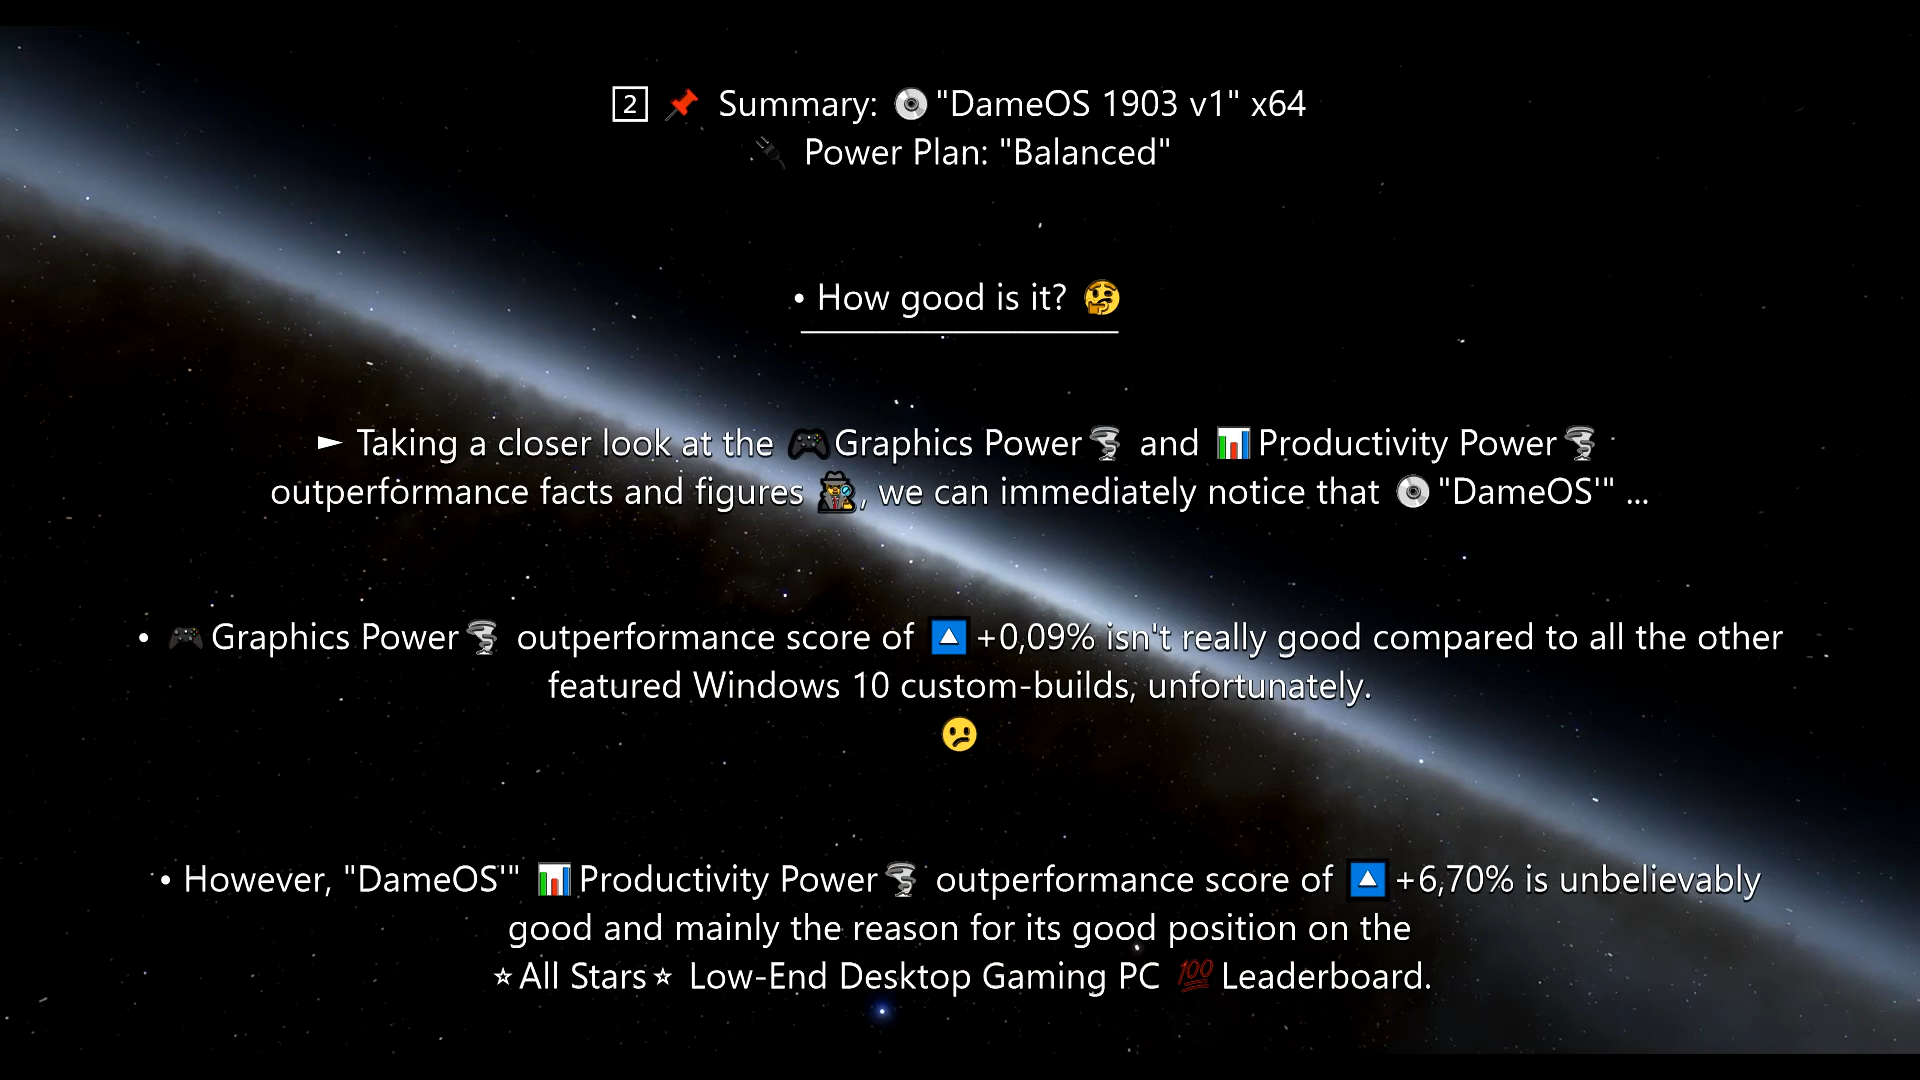 2️⃣ 📌 Summary: 💿"DameOS 1903 v1" x64
🔌 Power Plan: "Balanced"
• How good is it? 🤔
► Taking a closer look at the 🎮Graphics Power🌪 and 📊Productivity Power🌪
outperformance facts and figures 🕵, we can immediately notice that 💿"DameOS'" ...
• 🎮Graphics Power🌪 outperformance score of 🔼+0,09% isn't really good compared to all the other
featured Windows 10 custom-builds, unfortunately.
😕
• However, "DameOS'" 📊Productivity Power🌪 outperformance score of 🔼+6,70% is unbelievably
good and mainly the reason for its good position on the
⭐All Stars⭐ Low-End Desktop Gaming PC 💯Leaderboard.